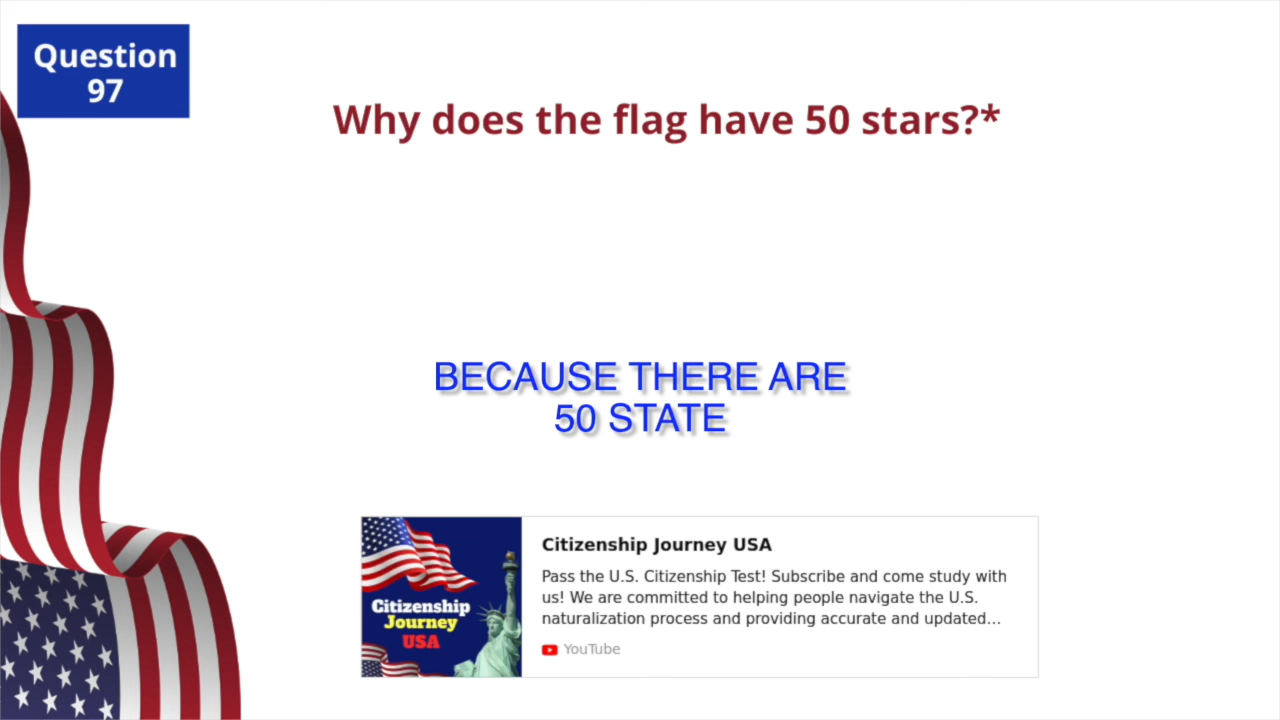 Question
97
Why does the flag have 50 stars?*
BECAUSE THERE ARE
50 STATE
Citizenship
Journey
USA
Citizenship Journey USA
Pass the U.S. Citizenship Test! Subscribe and come study with
us! We are committed to helping people navigate the U.S.
naturalization process and providing accurate and updated...
YouTube